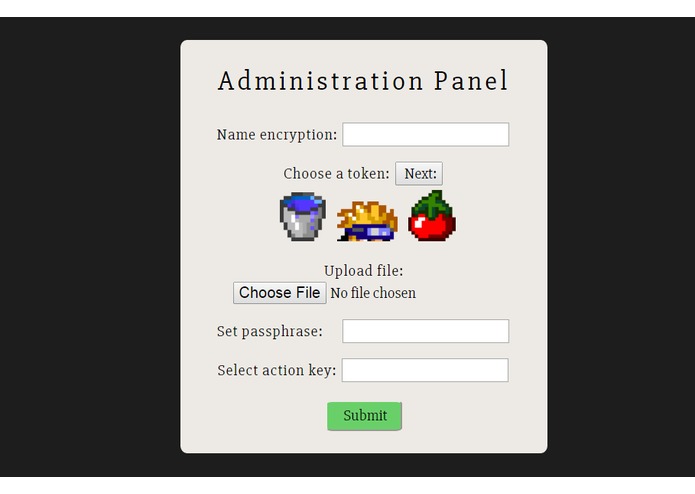 Administration Panel
Name encryption:
Choose a token: Next:
Upload file:
Choose File No file chosen
Set passphrase:
Select action key:
Submit